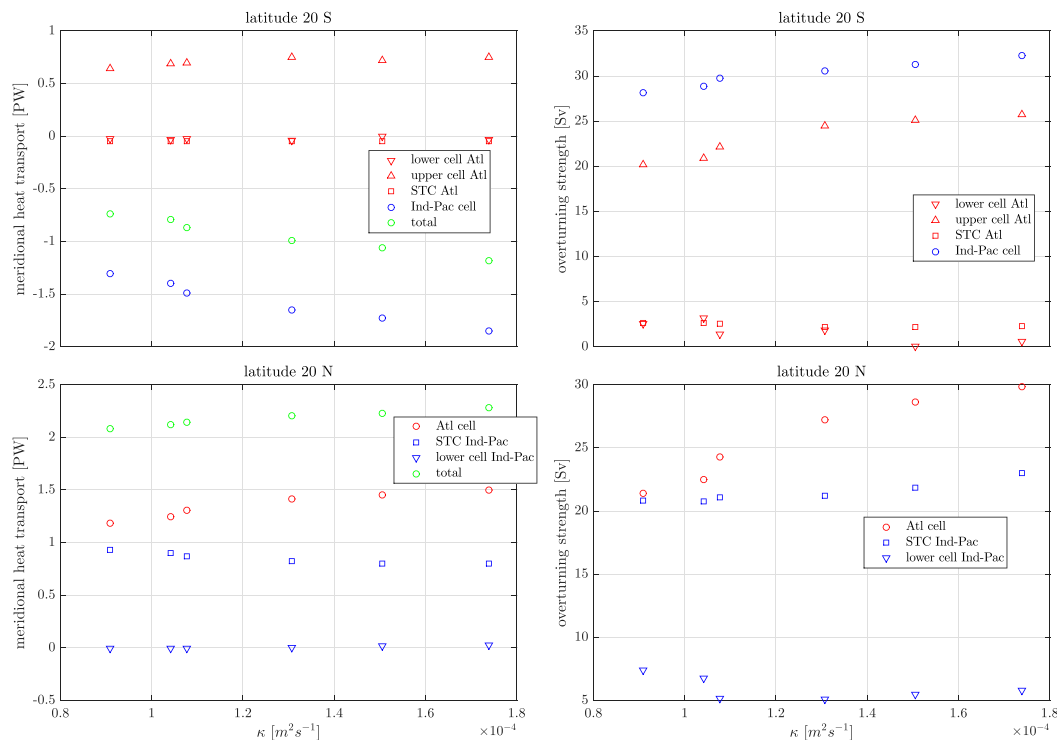 latitude 20 S
meridional heat transport [PW]
1
0.5
0
-0.5
-1
-1.5
-2
lower cell Atl
upper cell Atl
STC Atl
Ind-Pac cell
total
latitude 20 S
overturning strength [Sv]
35
30
25
20
15
10
5
0
lower cell Atl
upper cell Atl
STC Atl
Ind-Pac cell
latitude 20 N
meridional heat transport [PW]
2.5
2
1.5
1
0.5
0
-0.5
Atl cell
STC Ind-Pac
lower cell Ind-Pac
total
0.8 1 1.2 1.4 1.6 1.8
κ [m²s⁻¹] ×10⁻⁴
latitude 20 N
overturning strength [Sv]
30
25
20
15
10
5
Atl cell
STC Ind-Pac
lower cell Ind-Pac
0.8 1 1.2 1.4 1.6 1.8
κ [m²s⁻¹] ×10⁻⁴